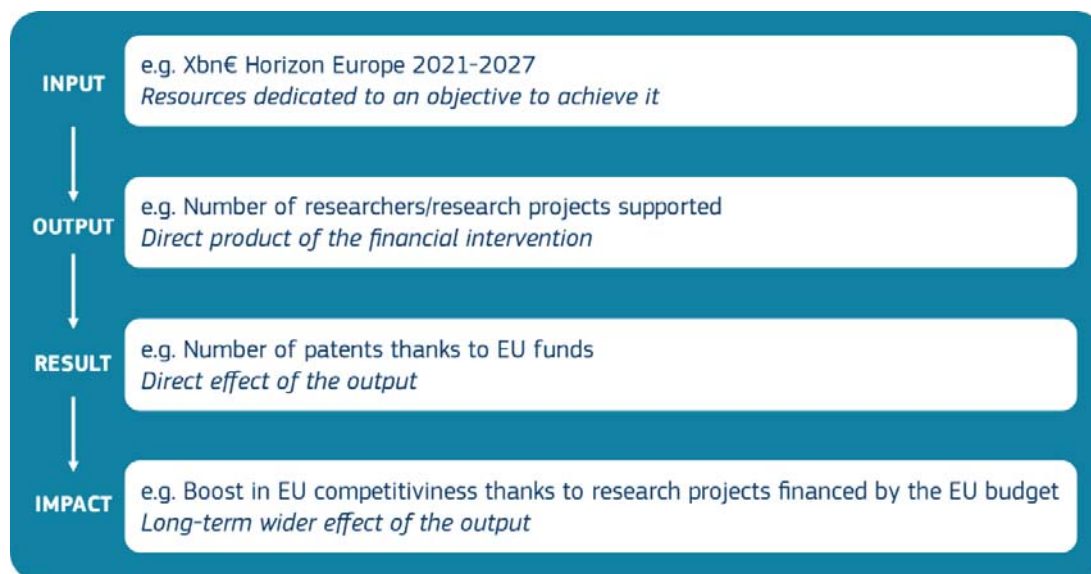 INPUT
e.g. Xbn€ Horizon Europe 2021-2027
Resources dedicated to an objective to achieve it
OUTPUT
e.g. Number of researchers/research projects supported
Direct product of the financial intervention
RESULT
e.g. Number of patents thanks to EU funds
Direct effect of the output
IMPACT
e.g. Boost in EU competitiviness thanks to research projects financed by the EU budget
Long-term wider effect of the output